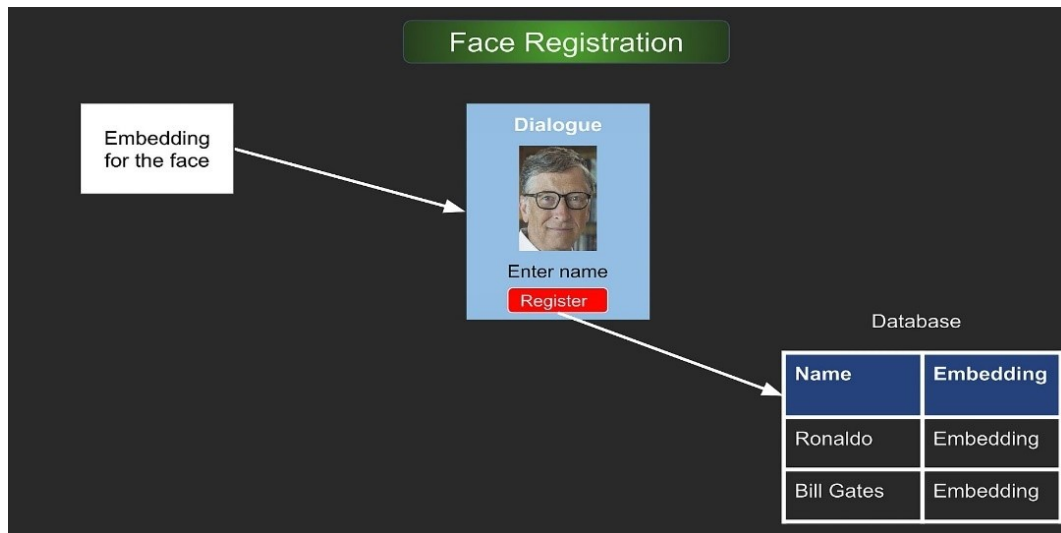 Face Registration
Embedding
for the face
Dialogue
Enter name
Register
Database
Name Embedding
Ronaldo Embedding
Bill Gates Embedding